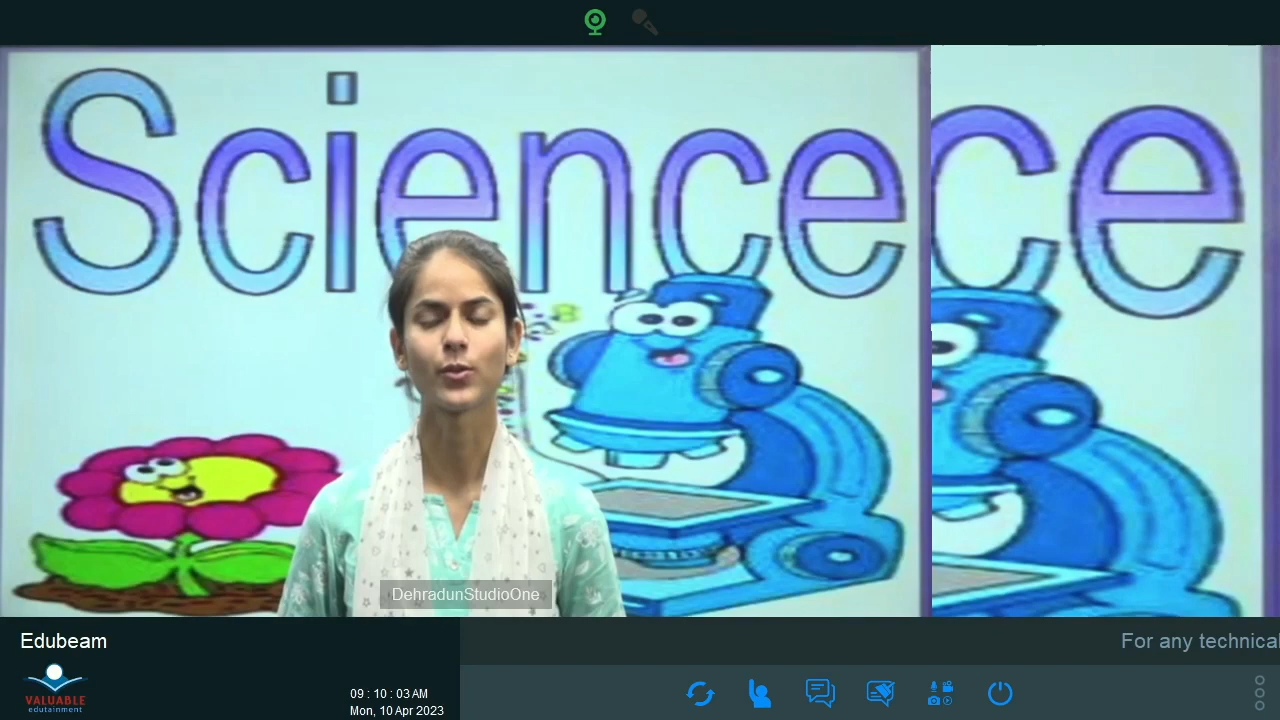 Science
ce
DehradunStudioOne
Edubeam
For any technical
VALUABLE
edutainment
09 : 10 : 03 AM
Mon, 10 Apr 2023